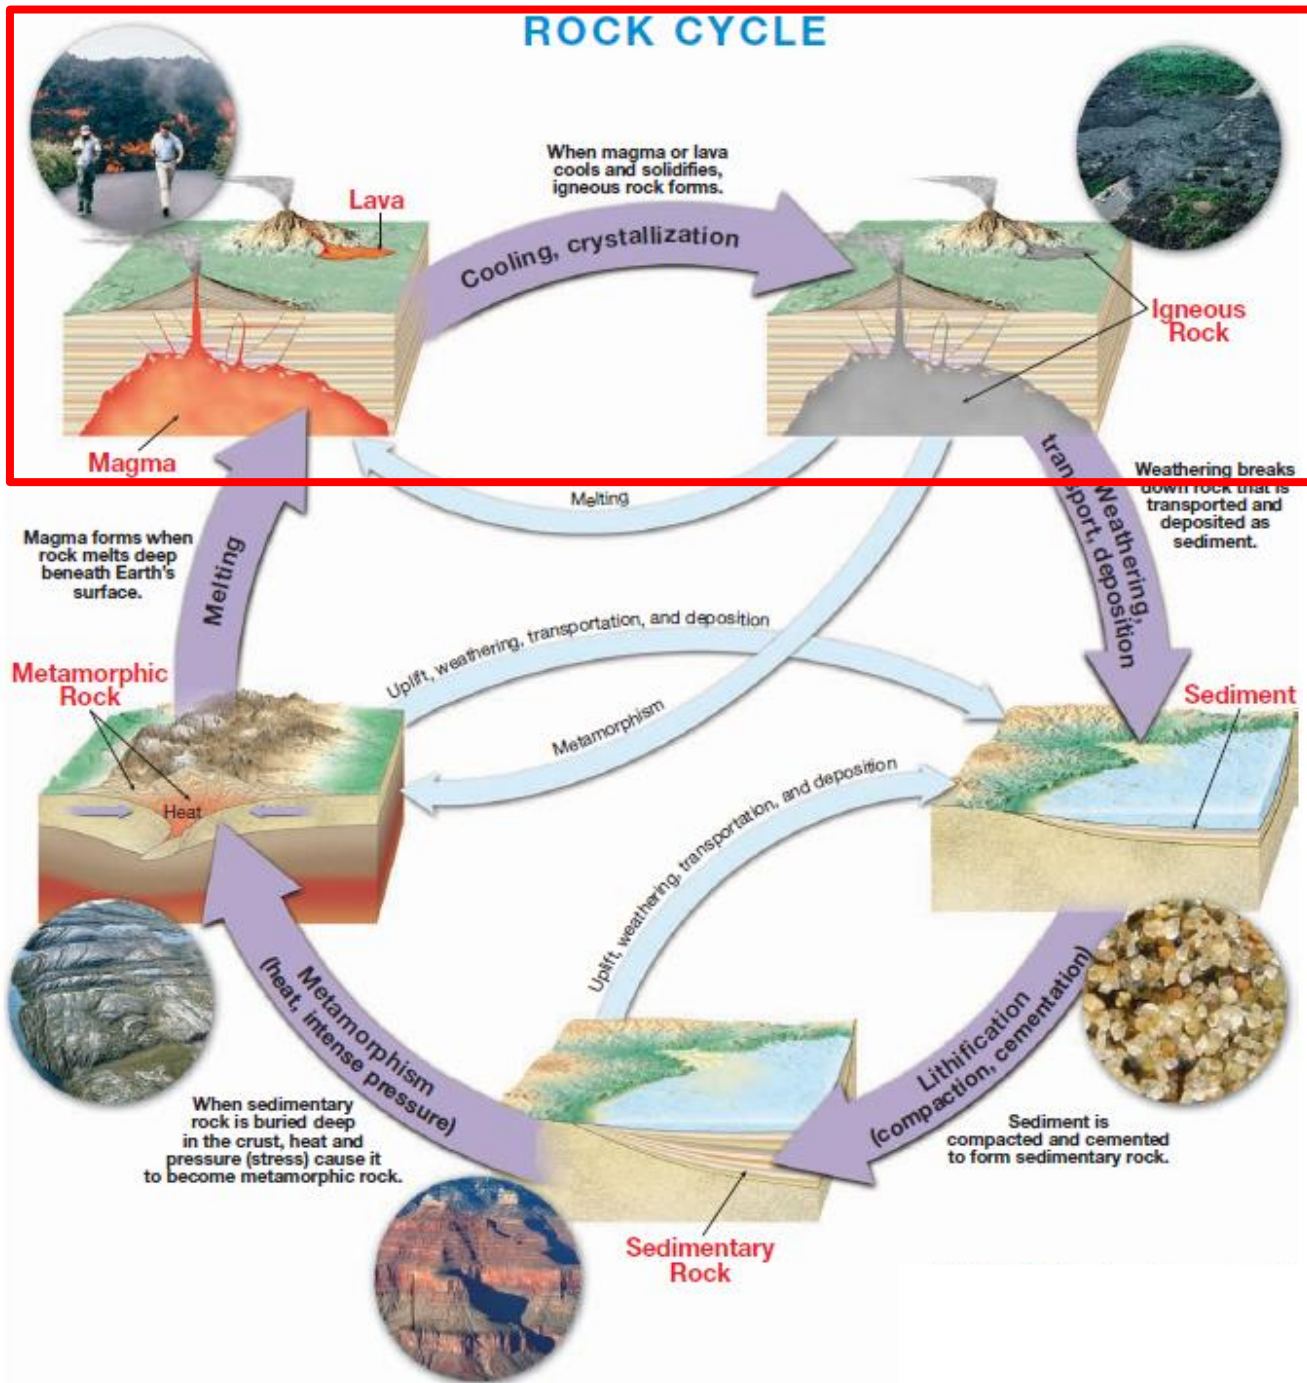 ROCK CYCLE
When magma or lava
cools and solidifies,
igneous rock forms.
Lava
Cooling, crystallization
Igneous
Rock
Magma
Melting
Weathering,
transport, deposition
Weathering breaks
down rock that is
transported and
deposited as
sediment.
Magma forms when
rock melts deep
beneath Earth's
surface.
Melting
Uplift, weathering, transportation, and deposition
Metamorphic
Rock
Metamorphism
Sediment
Heat
Uplift, weathering, transportation, and deposition
Metamorphism
(heat, intense pressure)
Lithification
(compaction, cementation)
When sedimentary
rock is buried deep
in the crust, heat and
pressure (stress) cause it
to become metamorphic rock.
Sediment is
compacted and cemented
to form sedimentary rock.
Sedimentary
Rock